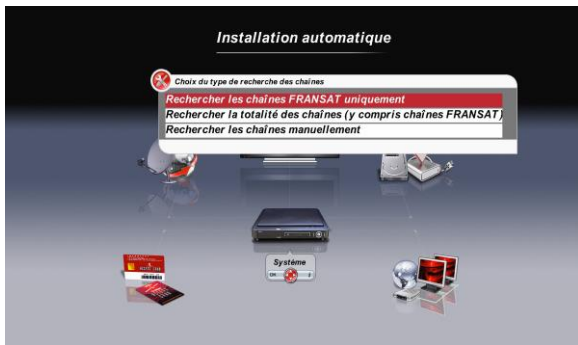 Installation automatique
Choix du type de recherche des chaînes
Rechercher les chaînes FRANSAT uniquement
Rechercher la totalité des chaînes (y compris chaînes FRANSAT)
Rechercher les chaînes manuellement
Système
OK